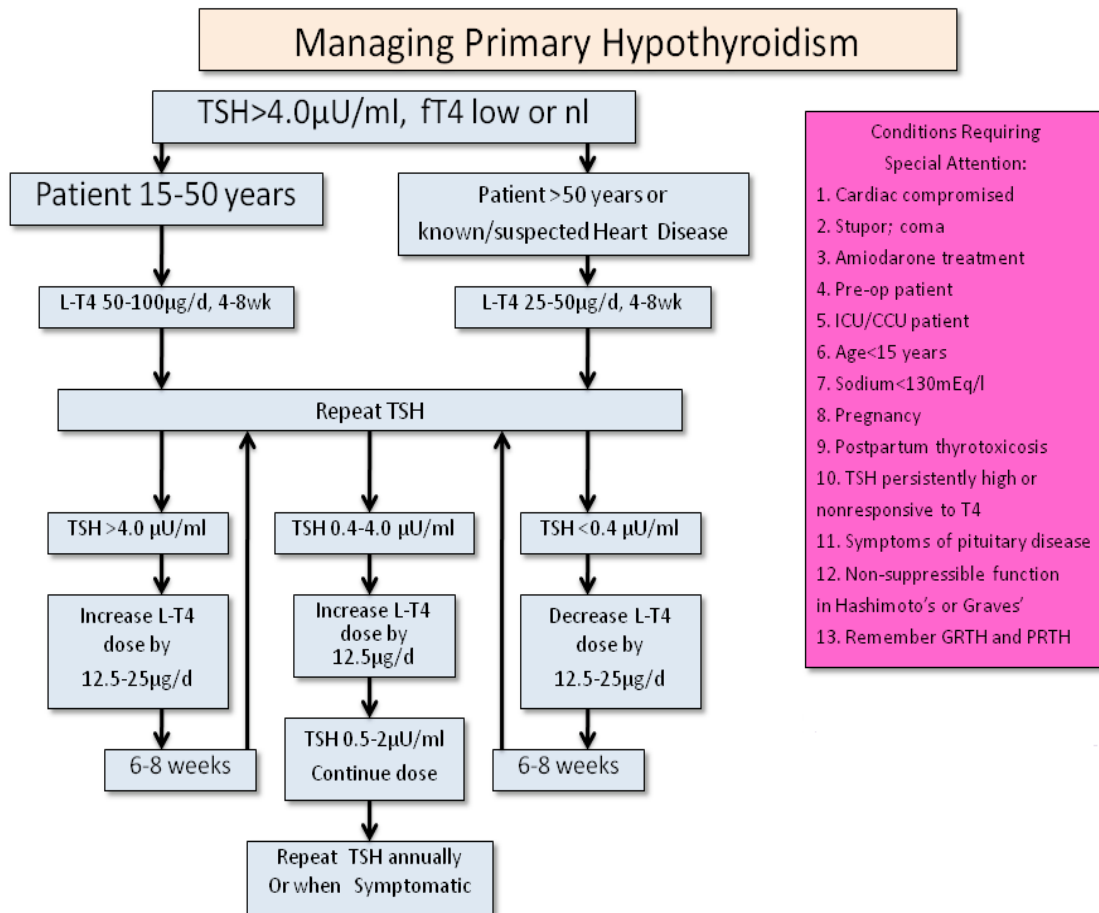 Managing Primary Hypothyroidism
TSH>4.0µU/ml, fT4 low or nl
Patient 15-50 years
Patient >50 years or
known/suspected Heart Disease
L-T4 50-100µg/d, 4-8wk
L-T4 25-50µg/d, 4-8wk
Repeat TSH
TSH >4.0 µU/ml
TSH 0.4-4.0 µU/ml
TSH <0.4 µU/ml
Increase L-T4
dose by
12.5-25µg/d
Increase L-T4
dose by
12.5µg/d
Decrease L-T4
dose by
12.5-25µg/d
6-8 weeks
TSH 0.5-2µU/ml
Continue dose
6-8 weeks
Repeat TSH annually
Or when Symptomatic
Conditions Requiring
Special Attention:
1. Cardiac compromised
2. Stupor; coma
3. Amiodarone treatment
4. Pre-op patient
5. ICU/CCU patient
6. Age<15 years
7. Sodium<130mEq/l
8. Pregnancy
9. Postpartum thyrotoxicosis
10. TSH persistently high or
nonresponsive to T4
11. Symptoms of pituitary disease
12. Non-suppressible function
in Hashimoto's or Graves'
13. Remember GRTH and PRTH